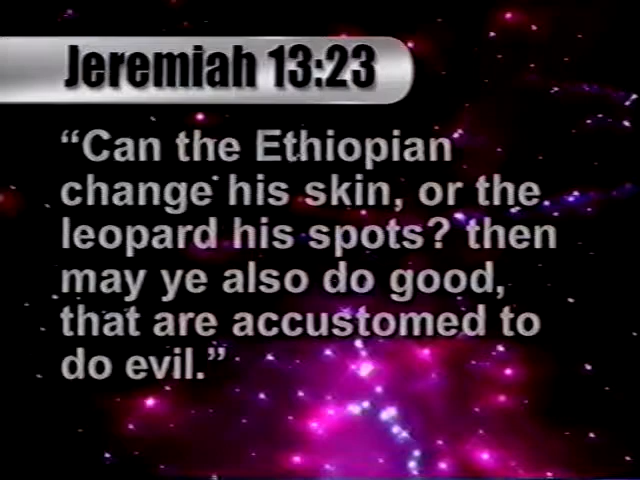 Jeremiah 13:23
“Can the Ethiopian
change his skin, or the
leopard his spots? then
may ye also do good,
that are accustomed to
do evil.”